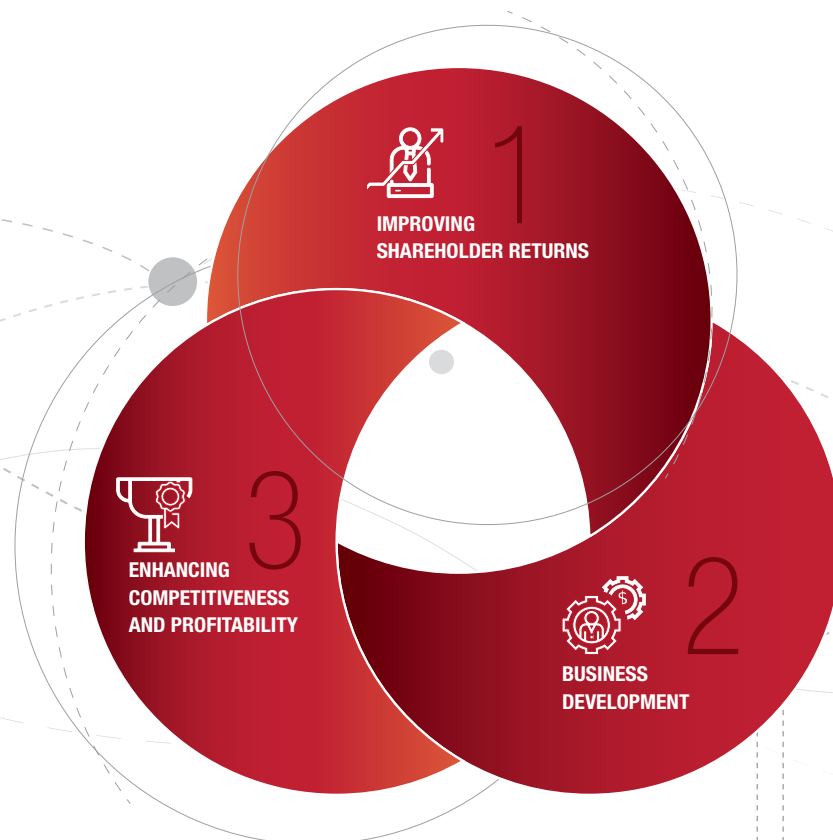 1
IMPROVING
SHAREHOLDER RETURNS
2
$
BUSINESS
DEVELOPMENT
3
ENHANCING
COMPETITIVENESS
AND PROFITABILITY